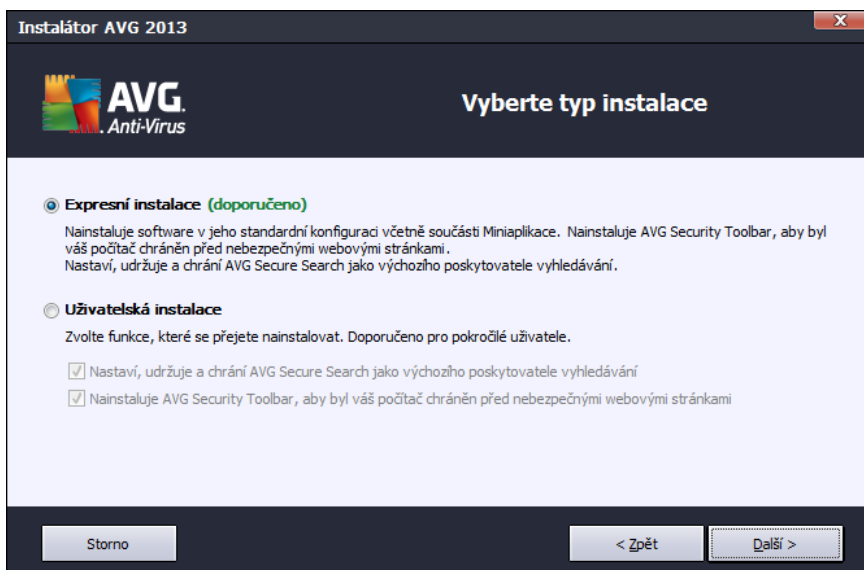 Instalátor AVG 2013
AVG.
Anti-Virus
Vyberte typ instalace
Expresní instalace (doporučeno)
Nainstaluje software v jeho standardní konfiguraci včetně součásti Miniaplikace. Nainstaluje AVG Security Toolbar, aby byl
váš počítač chráněn před nebezpečnými webovými stránkami.
Nastaví, udržuje a chrání AVG Secure Search jako výchozího poskytovatele vyhledávání.
Uživatelská instalace
Zvolte funkce, které se přejete nainstalovat. Doporučeno pro pokročilé uživatele.
Nastaví, udržuje a chrání AVG Secure Search jako výchozího poskytovatele vyhledávání
Nainstaluje AVG Security Toolbar, aby byl váš počítač chráněn před nebezpečnými webovými stránkami
Storno
< Zpět
Další >